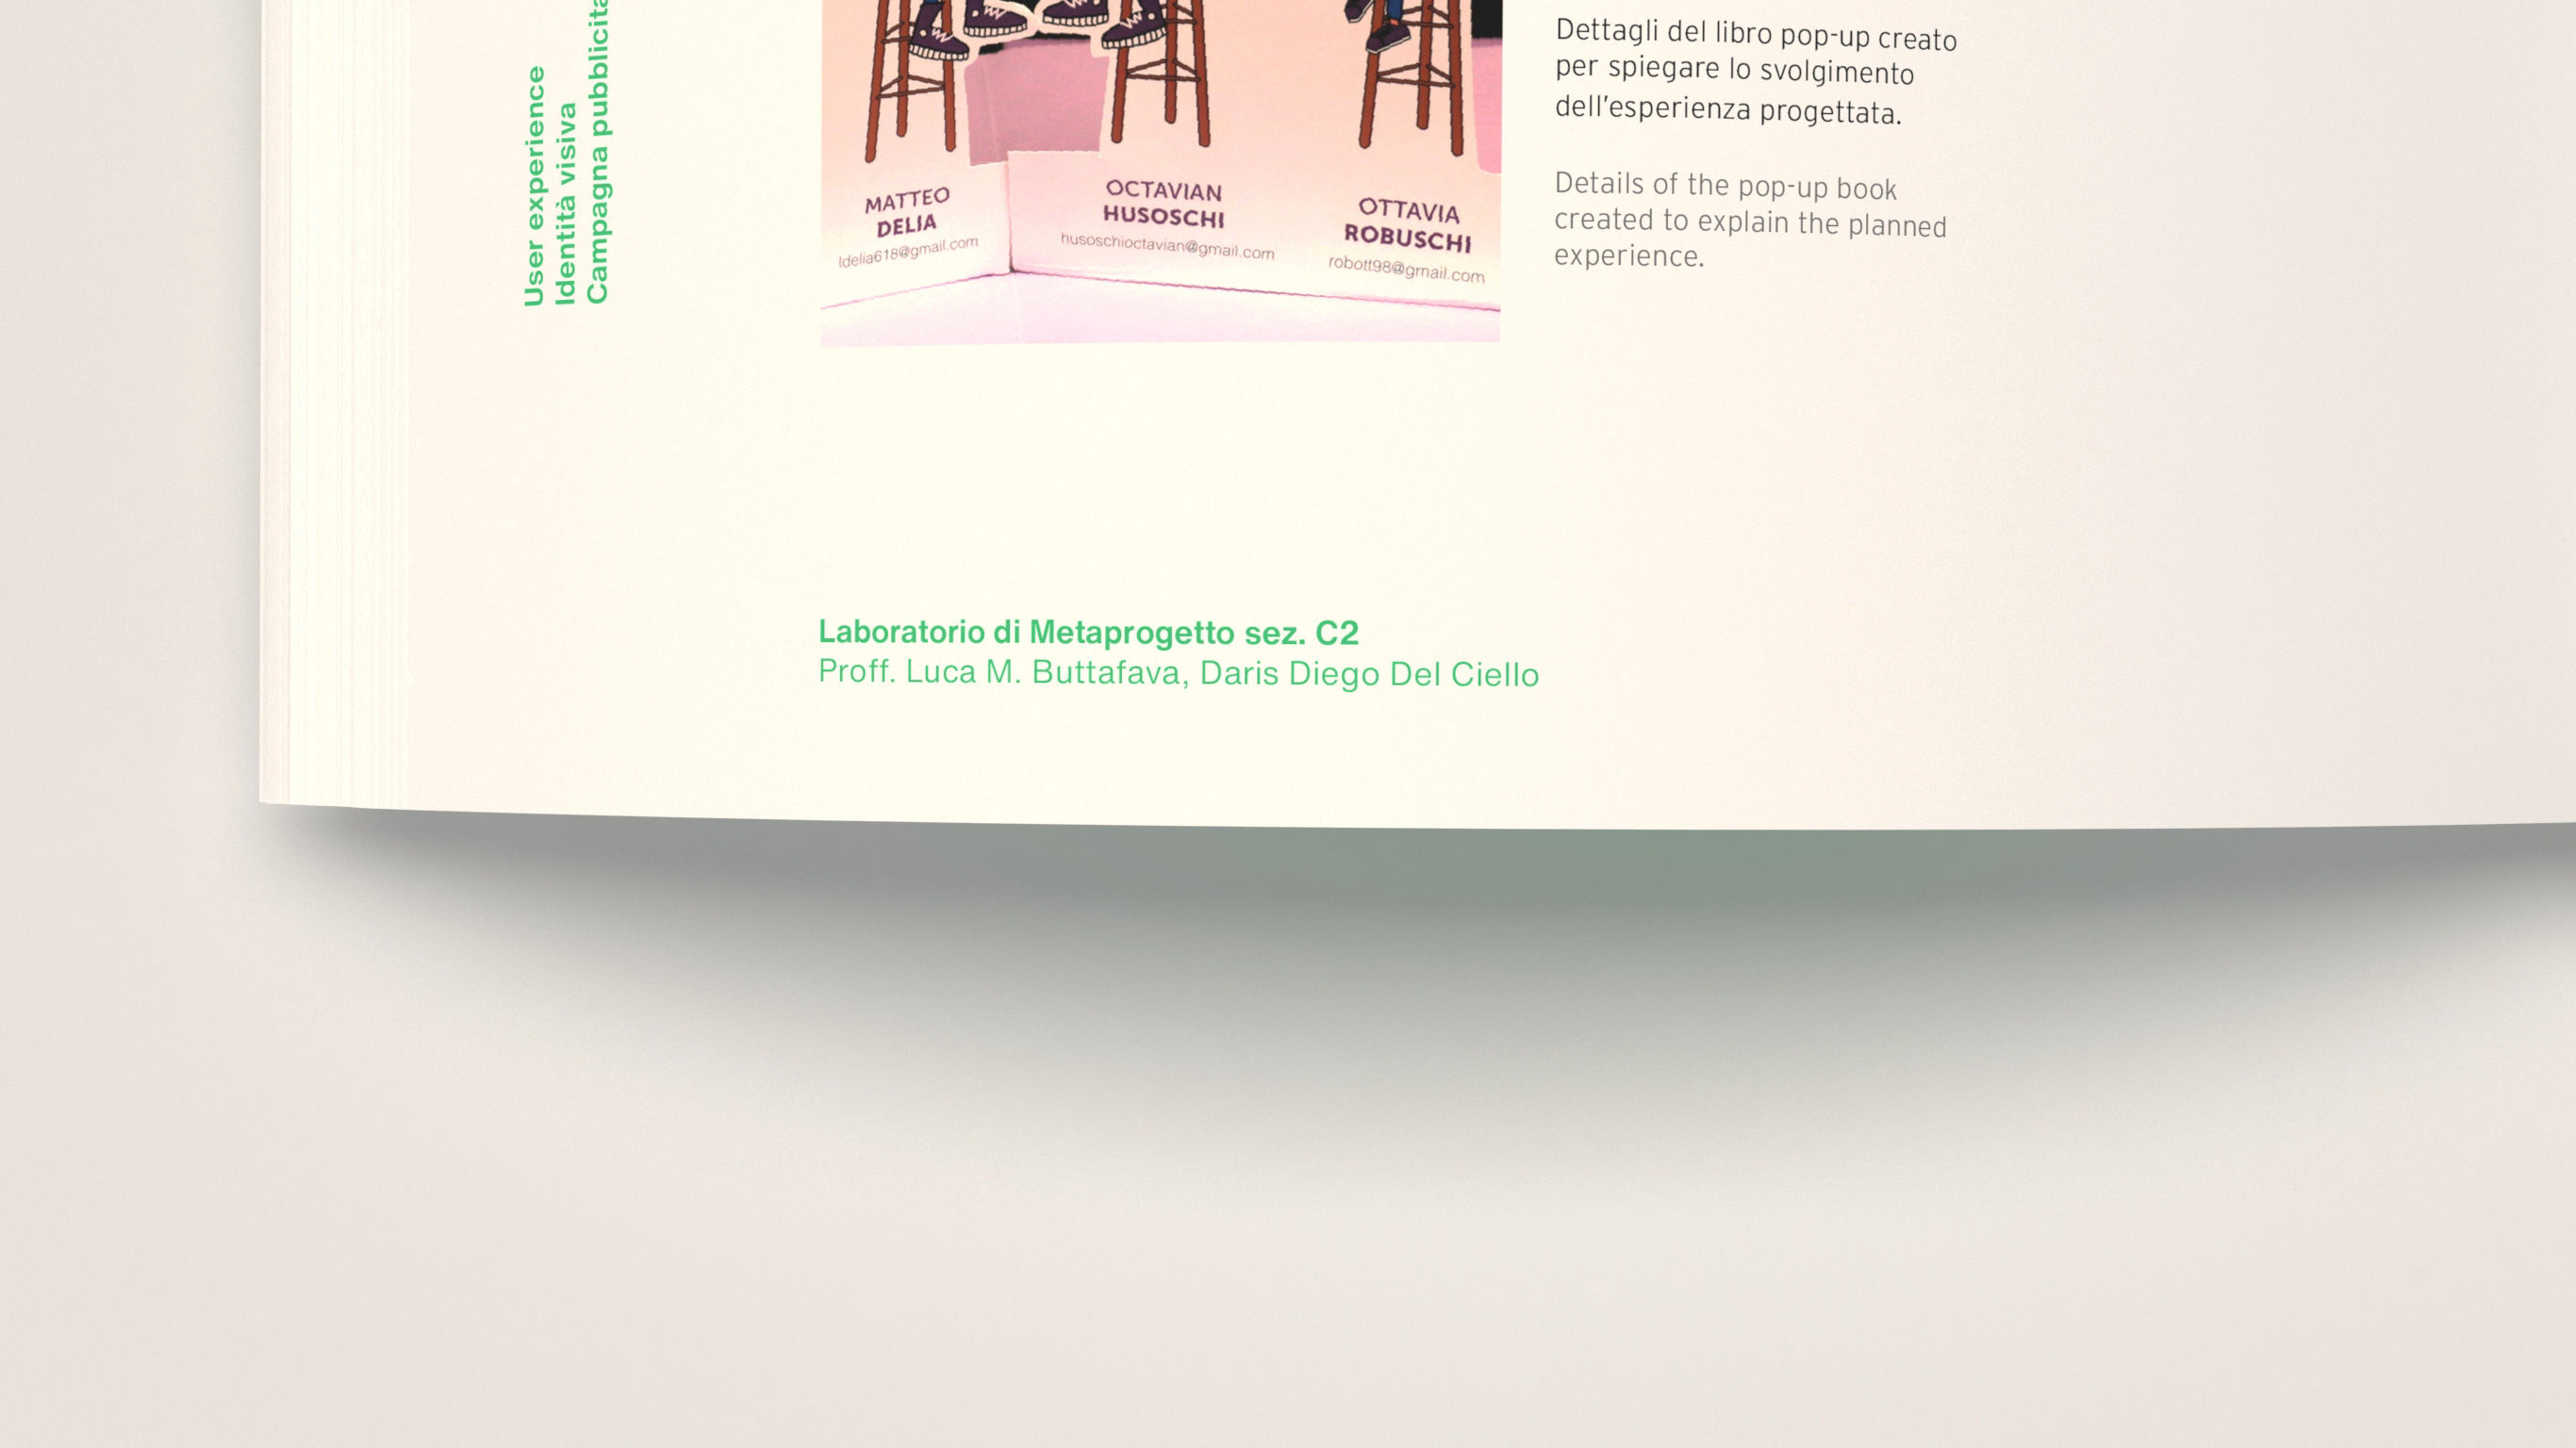 User experience
Identità visiva
Campagna pubblicita
MATTEO
DELIA
ldelia618@gmail.com
OCTAVIAN
HUSOSCHI
husoschioctavian@gmail.com
OTTAVIA
ROBUSCHI
robott98@gmail.com
Dettagli del libro pop-up creato
per spiegare lo svolgimento
dell'esperienza progettata.
Details of the pop-up book
created to explain the planned
experience.
Laboratorio di Metaprogetto sez. C2
Proff. Luca M. Buttafava, Daris Diego Del Ciello